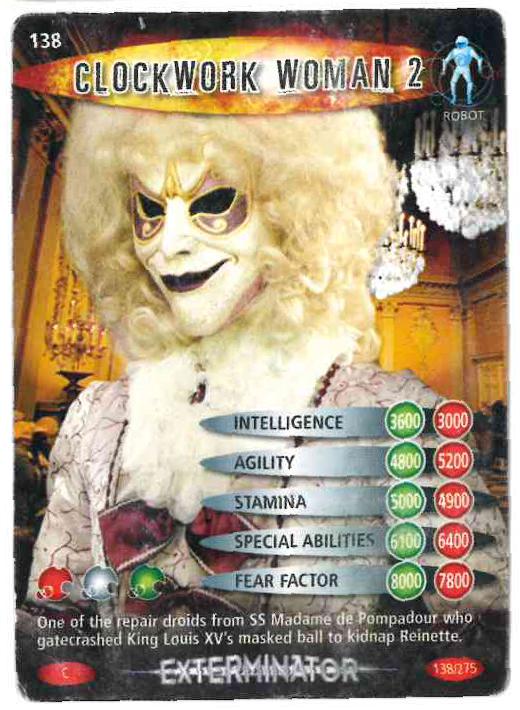 138
CLOCKWORK WOMAN 2
ROBOT
INTELLIGENCE 3600 3000
AGILITY 4800 5200
STAMINA 5000 4900
SPECIAL ABILITIES 6100 6400
FEAR FACTOR 8000 7800
One of the repair droids from SS Madame de Pompadour who
gatecrashed King Louis XV's masked ball to kidnap Reinette.
C
EXTERMINATOR
138/275